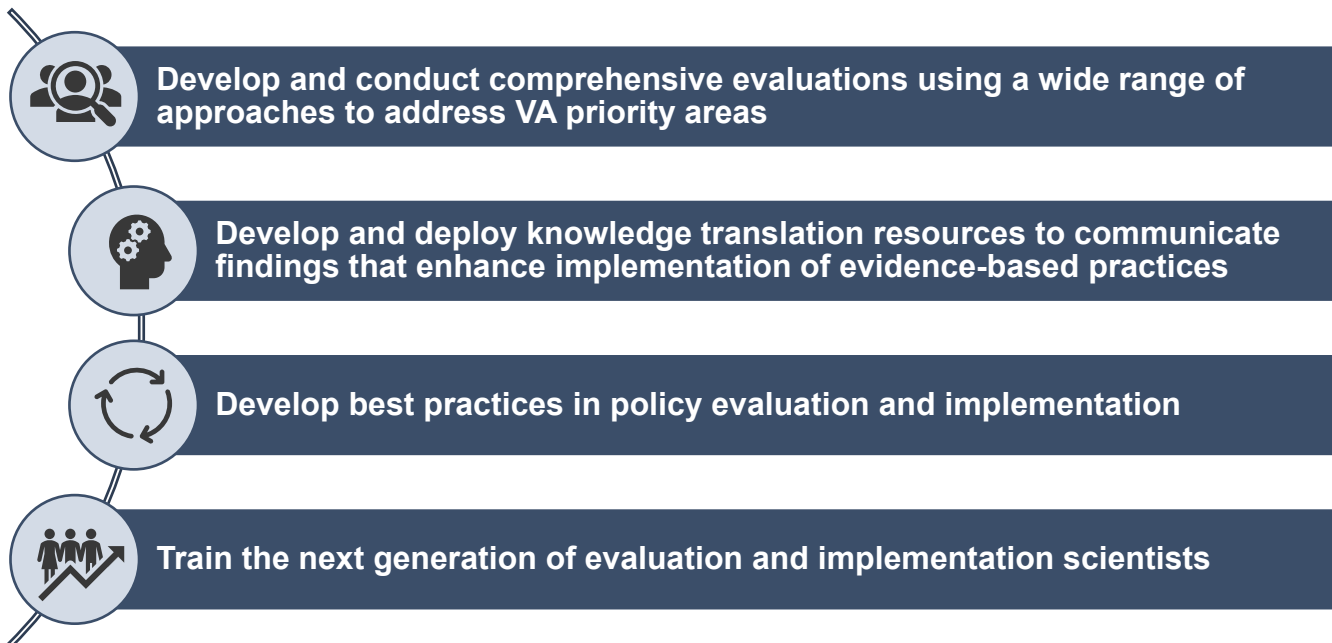 Develop and conduct comprehensive evaluations using a wide range of
approaches to address VA priority areas
Develop and deploy knowledge translation resources to communicate
findings that enhance implementation of evidence-based practices
Develop best practices in policy evaluation and implementation
Train the next generation of evaluation and implementation scientists